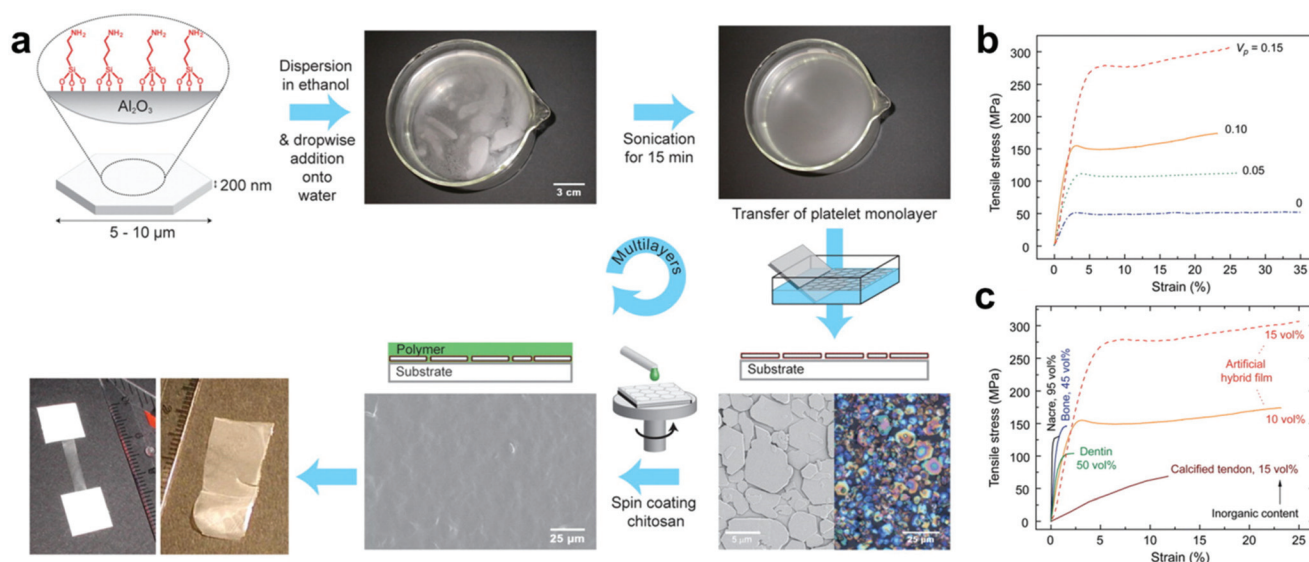 a
NH₂ NH₂ NH₂ NH₂
Si Si Si Si
O O O O O O O O O O O O
Al₂O₃
200 nm
5 - 10 µm
Dispersion
in ethanol
& dropwise
addition
onto
water
3 cm
Sonication
for 15 min
Transfer of platelet monolayer
Multilayers
Substrate
5 µm
25 µm
Spin coating
chitosan
Polymer
Substrate
25 µm
b
Tensile stress (MPa)
300
250
200
150
100
50
0
Vₚ = 0.15
0.10
0.05
0
0 5 10 15 20 25 30 35
Strain (%)
c
Tensile stress (MPa)
300
250
200
150
100
50
0
Nacre, 95 vol%
Bone, 45 vol%
15 vol%
Artificial
hybrid film
10 vol%
Dentin
50 vol%
Calcified tendon, 15 vol%
Inorganic content
0 5 10 15 20 25
Strain (%)